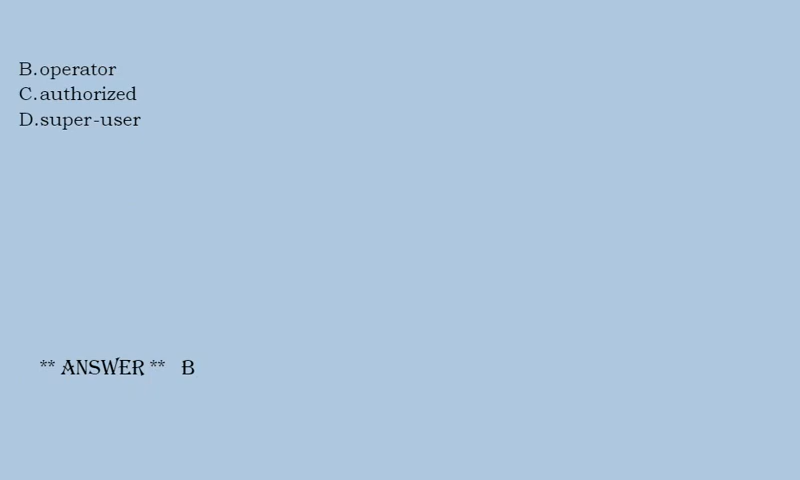 B.operator
C.authorized
D.super-user
** ANSWER ** B